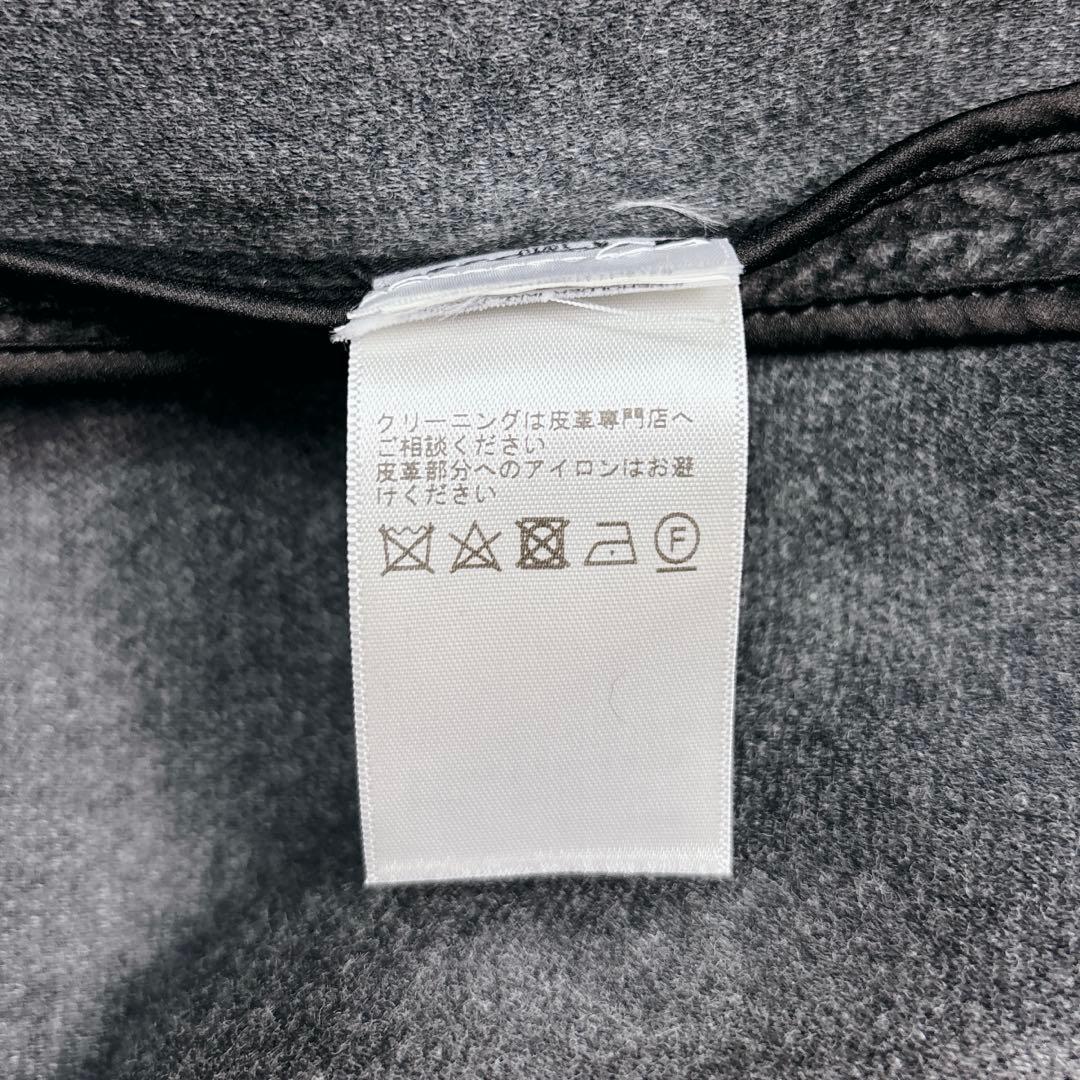 クリーニングは皮革専門店へ
ご相談ください
皮革部分へのアイロンはお避
けください
F